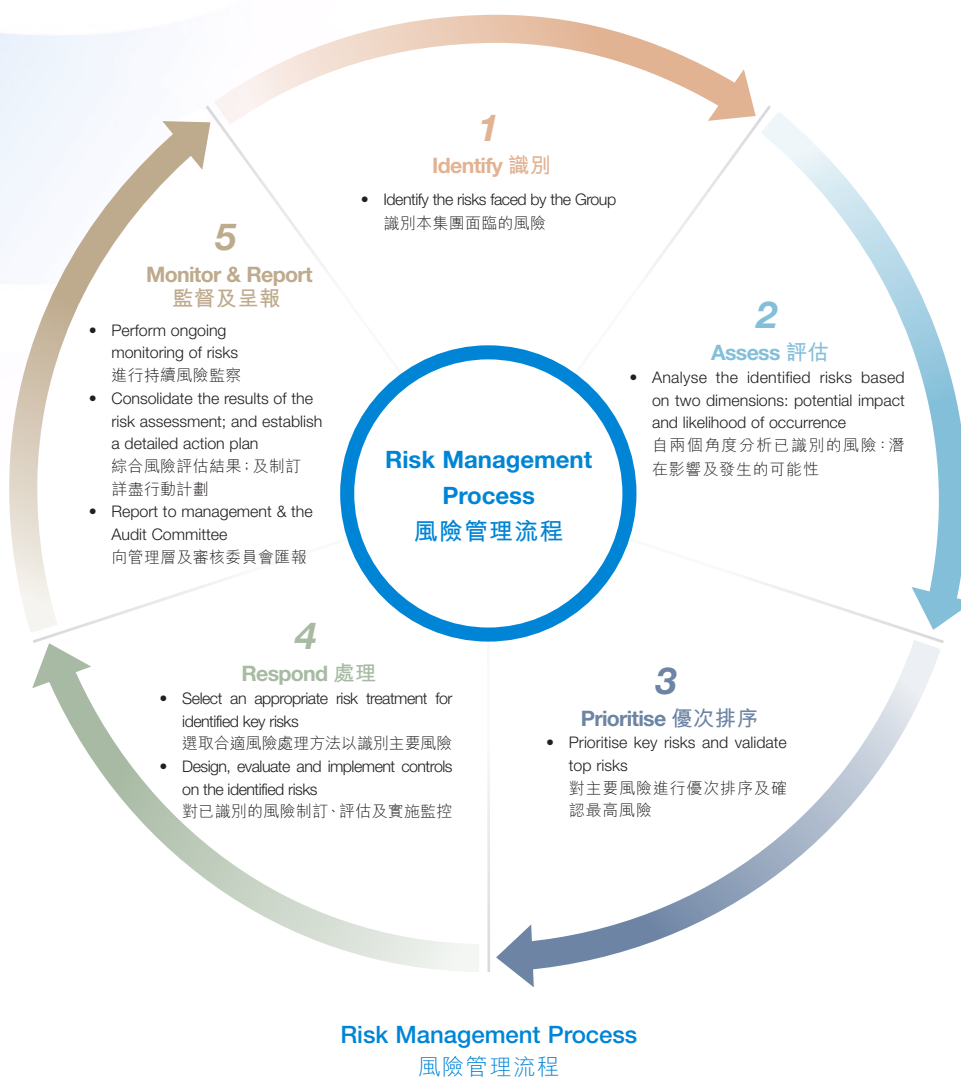 1
Identify 識別
• Identify the risks faced by the Group
識別本集團面臨的風險
2
Assess 評估
• Analyse the identified risks based
on two dimensions: potential impact
and likelihood of occurrence
自兩個角度分析已識別的風險：潛
在影響及發生的可能性
3
Prioritise 優次排序
• Prioritise key risks and validate
top risks
對主要風險進行優次排序及確
認最高風險
4
Respond 處理
• Select an appropriate risk treatment for
identified key risks
選取合適風險處理方法以識別主要風險
• Design, evaluate and implement controls
on the identified risks
對已識別的風險制訂、評估及實施監控
5
Monitor & Report
監督及呈報
• Perform ongoing
monitoring of risks
進行持續風險監察
• Consolidate the results of the
risk assessment; and establish
a detailed action plan
綜合風險評估結果；及制訂
詳盡行動計劃
• Report to management & the
Audit Committee
向管理層及審核委員會匯報
Risk Management
Process
風險管理流程
Risk Management Process
風險管理流程